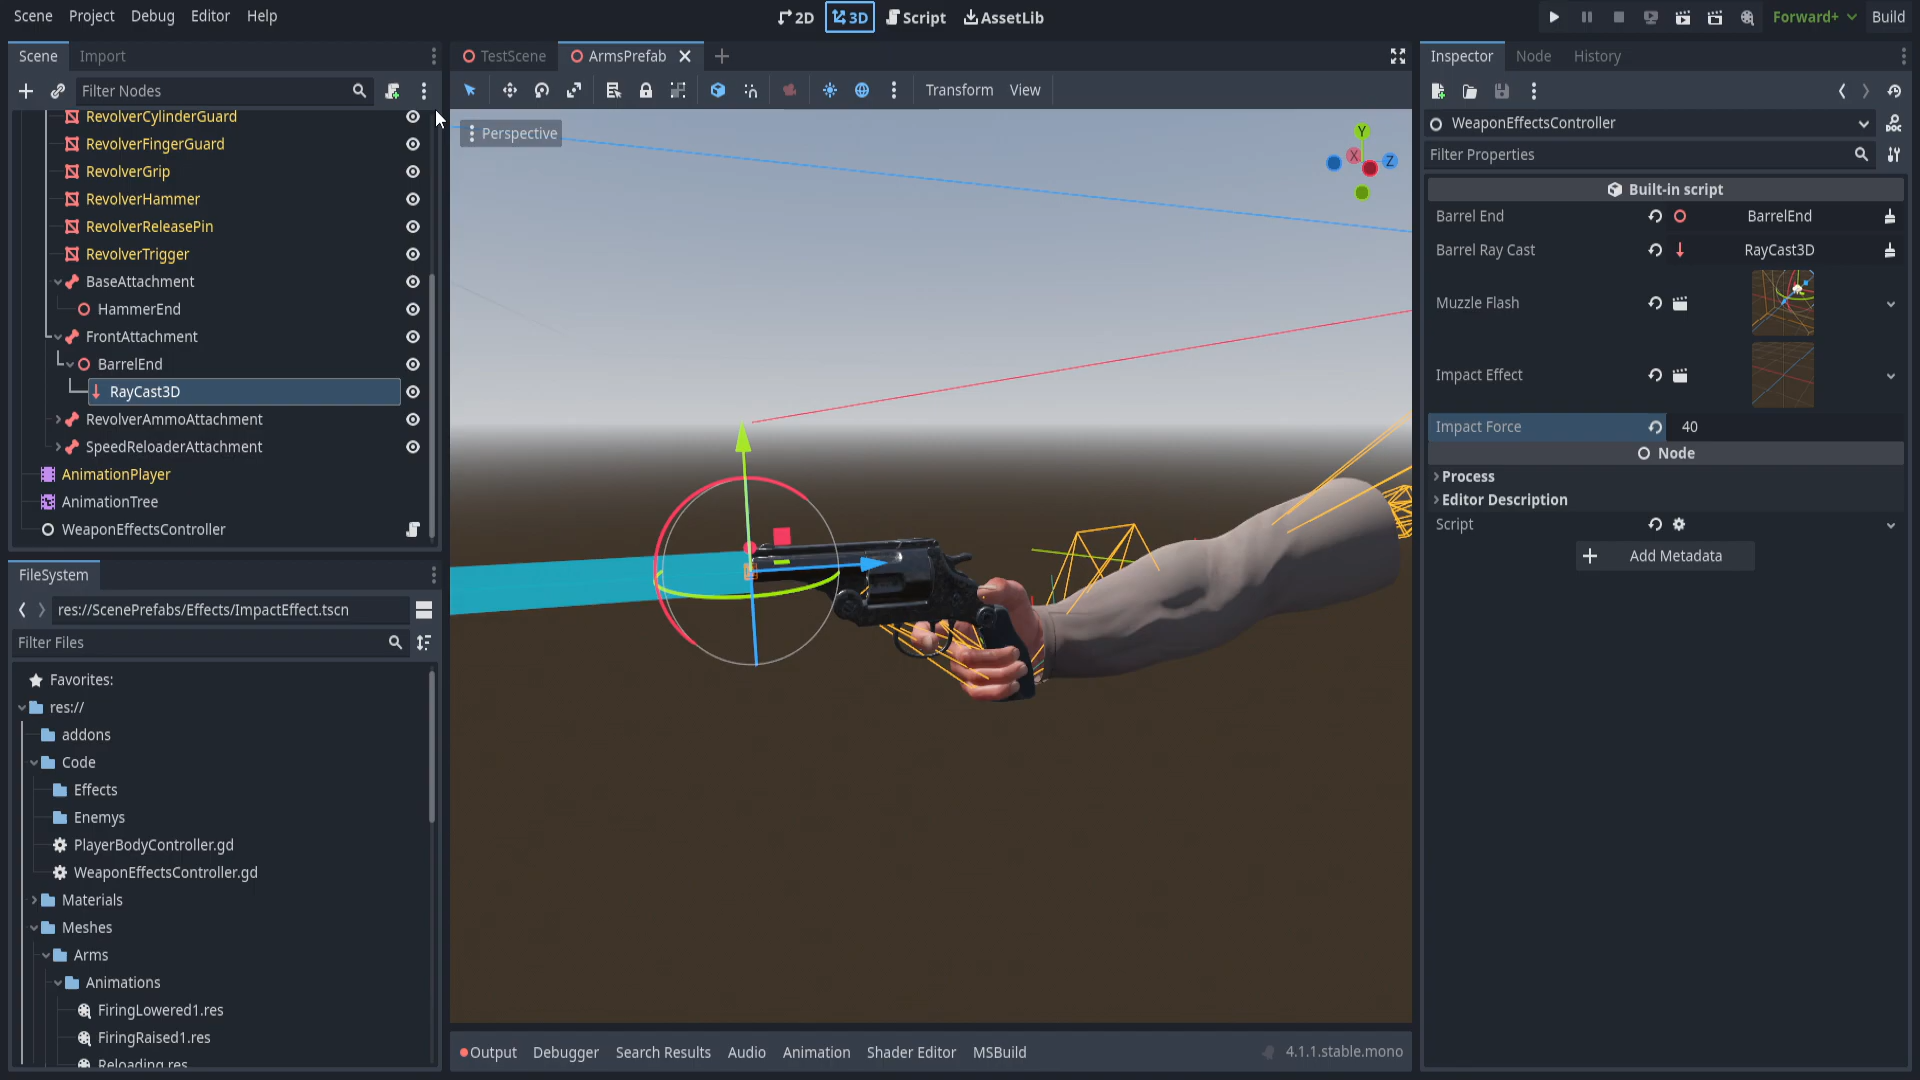 Scene Project Debug Editor Help
2D 3D Script AssetLib
Forward+ Build
Scene Import
Filter Nodes
RevolverCylinderGuard
RevolverFingerGuard
RevolverGrip
RevolverHammer
RevolverReleasePin
RevolverTrigger
BaseAttachment
HammerEnd
FrontAttachment
BarrelEnd
RayCast3D
RevolverAmmoAttachment
SpeedReloaderAttachment
AnimationPlayer
AnimationTree
WeaponEffectsController
FileSystem
res://ScenePrefabs/Effects/ImpactEffect.tscn
Filter Files
Favorites:
res://
addons
Code
Effects
Enemys
PlayerBodyController.gd
WeaponEffectsController.gd
Materials
Meshes
Arms
Animations
FiringLowered1.res
FiringRaised1.res
Reloading.res
TestScene ArmsPrefab
Transform View
Perspective
Y
X
Z
Output Debugger Search Results Audio Animation Shader Editor MSBuild
4.1.1.stable.mono
Inspector Node History
WeaponEffectsController
Filter Properties
Built-in script
Barrel End BarrelEnd
Barrel Ray Cast RayCast3D
Muzzle Flash
Impact Effect
Impact Force 40
Node
Process
Editor Description
Script
Add Metadata